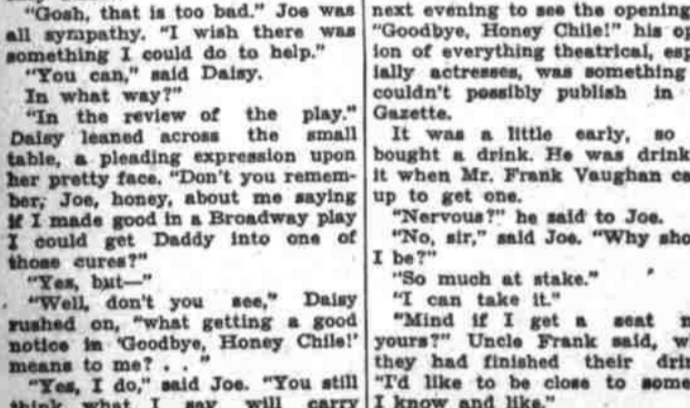 "Gosh, that is too bad." Joe was
all sympathy. "I wish there was
something I could do to help."
"You can," said Daisy.
In what way?"
"In the review of the play."
Daisy leaned across the small
table, a pleading expression upon
her pretty face. "Don't you remem-
ber, Joe, honey, about me saying
if I made good in a Broadway play
I could get Daddy into one of
those cures?"
"Yes, but—"
"Well, don't you see," Daisy
rushed on, "what getting a good
notice in 'Goodbye, Honey Chile!'
means to me? . . "
"Yes, I do," said Joe. "You still
think what I say will carry
next evening to see the opening
"Goodbye, Honey Chile!" his op
ion of everything theatrical, esp
ially actresses, was something
couldn't possibly publish in
Gazette.
It was a little early, so
bought a drink. He was drink
it when Mr. Frank Vaughan ca
up to get one.
"Nervous?" he said to Joe.
"No, sir," said Joe. "Why sho
I be?"
"So much at stake."
"I can take it."
"Mind if I get a seat n
yours?" Uncle Frank said, w
they had finished their drin
"I'd like to be close to some
I know and like."